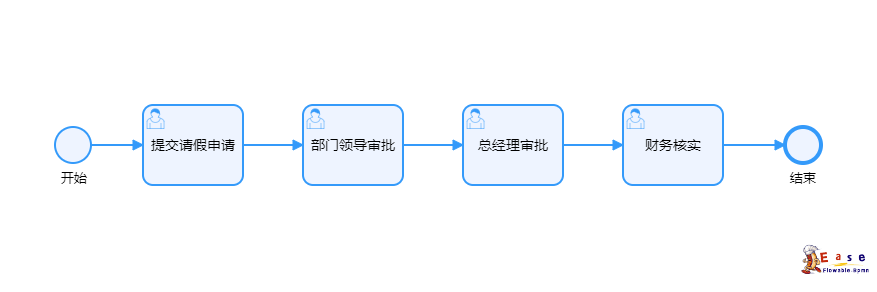 提交请假申请
部门领导审批
总经理审批
财务核实
开始
结束
Ease
Flowable-Bpmn